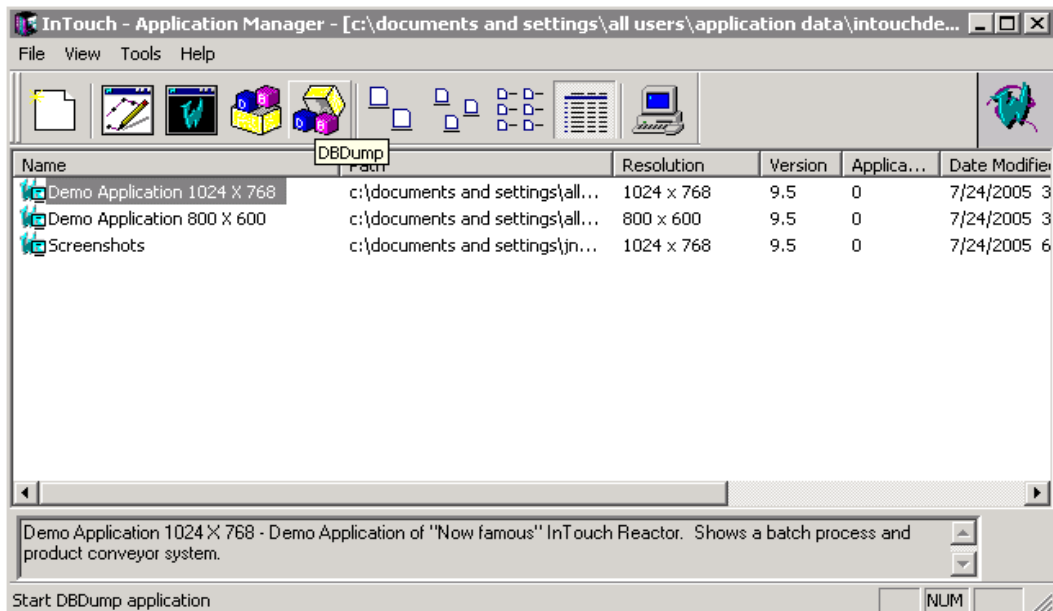 InTouch - Application Manager - [c:\documents and settings\all users\application data\intouchde...
File View Tools Help
DBDump
Name Resolution Version Applica... Date Modified
Demo Application 1024 X 768 c:\documents and settings\all... 1024 x 768 9.5 0 7/24/2005 3
Demo Application 800 X 600 c:\documents and settings\all... 800 x 600 9.5 0 7/24/2005 3
Screenshots c:\documents and settings\jn... 1024 x 768 9.5 0 7/24/2005 6
Demo Application 1024 X 768 - Demo Application of "Now famous" InTouch Reactor. Shows a batch process and
product conveyor system.
Start DBDump application NUM